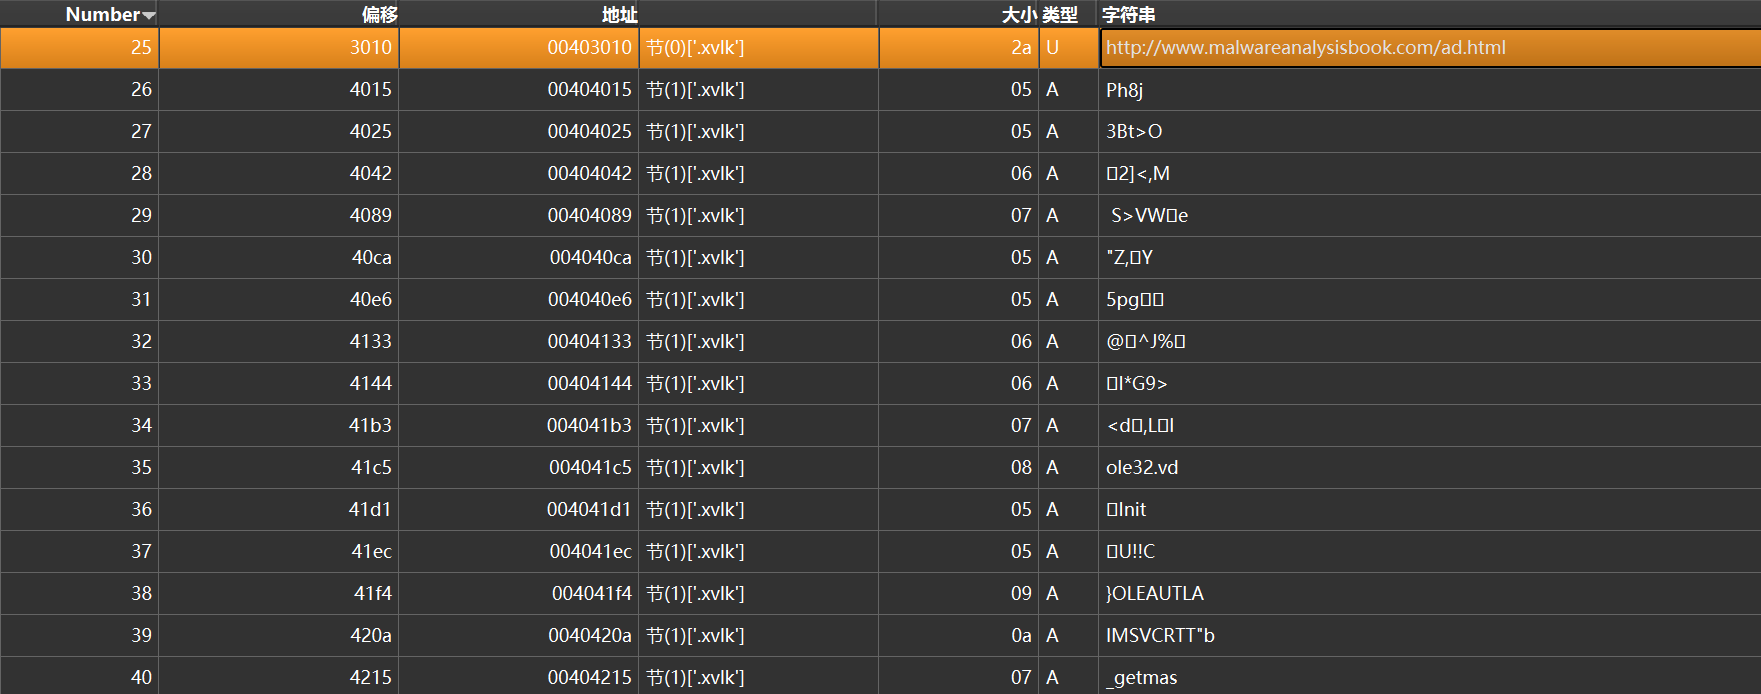 Number 偏移 地址 大小 类型 字符串
25 3010 00403010 节(0)['.xvlk'] 2a U http://www.malwareanalysisbook.com/ad.html
26 4015 00404015 节(1)['.xvlk'] 05 A Ph8j
27 4025 00404025 节(1)['.xvlk'] 05 A 3Bt>O
28 4042 00404042 节(1)['.xvlk'] 06 A ▯2]<,M
29 4089 00404089 节(1)['.xvlk'] 07 A S>VW▯e
30 40ca 004040ca 节(1)['.xvlk'] 05 A "Z,▯Y
31 40e6 004040e6 节(1)['.xvlk'] 05 A 5pg▯▯
32 4133 00404133 节(1)['.xvlk'] 06 A @▯^J%▯
33 4144 00404144 节(1)['.xvlk'] 06 A ▯I*G9>
34 41b3 004041b3 节(1)['.xvlk'] 07 A <d▯,L▯l
35 41c5 004041c5 节(1)['.xvlk'] 08 A ole32.vd
36 41d1 004041d1 节(1)['.xvlk'] 05 A ▯Init
37 41ec 004041ec 节(1)['.xvlk'] 05 A ▯U!!C
38 41f4 004041f4 节(1)['.xvlk'] 09 A }OLEAUTLA
39 420a 0040420a 节(1)['.xvlk'] 0a A IMSVCRTT"b
40 4215 00404215 节(1)['.xvlk'] 07 A _getmas